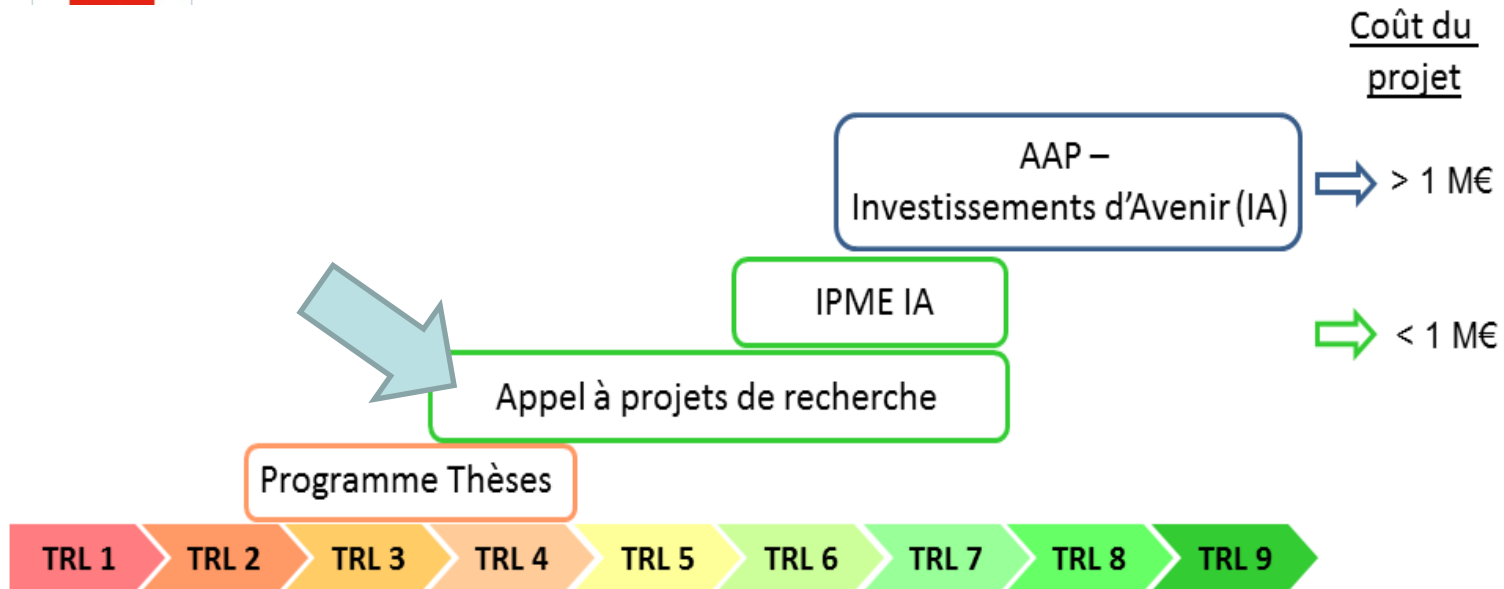 Coût du
projet
AAP –
Investissements d’Avenir (IA)
> 1 M€
IPME IA
< 1 M€
Appel à projets de recherche
Programme Thèses
TRL 1 TRL 2 TRL 3 TRL 4 TRL 5 TRL 6 TRL 7 TRL 8 TRL 9